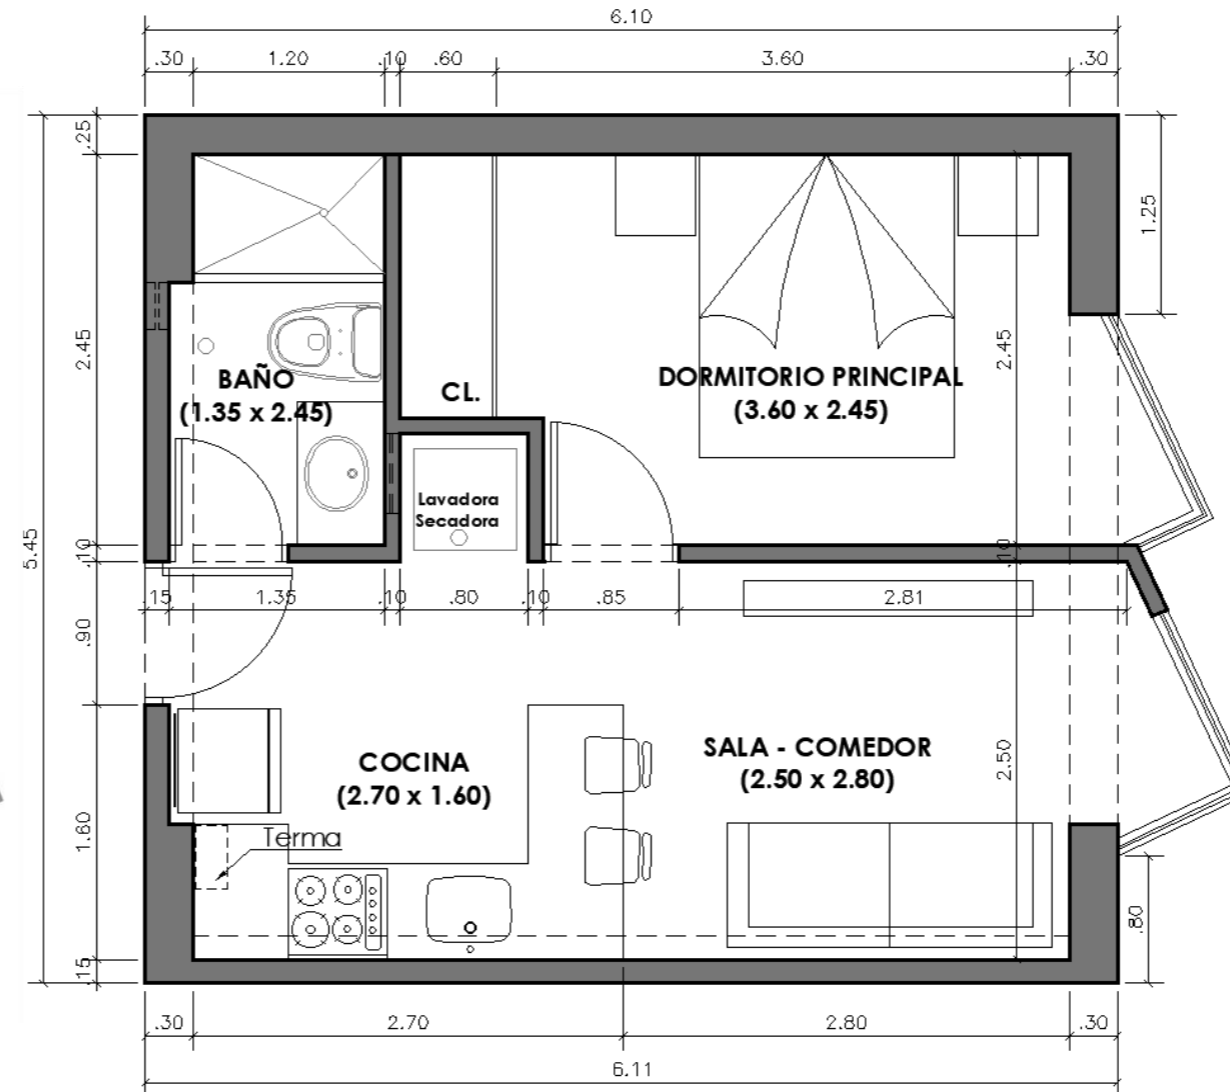 6.10
.30 1.20 .10 .60 3.60 .30
.25
1.25
2.45
2.45
BAÑO
(1.35 x 2.45)
CL.
DORMITORIO PRINCIPAL
(3.60 x 2.45)
Lavadora
Secadora
5.45
.10
.10
.15 1.35 .10 .80 .10 .85 2.81
.90
COCINA
(2.70 x 1.60)
SALA - COMEDOR
(2.50 x 2.80)
2.50
1.60
Terma
.80
.15
.30 2.70 2.80 .30
6.11